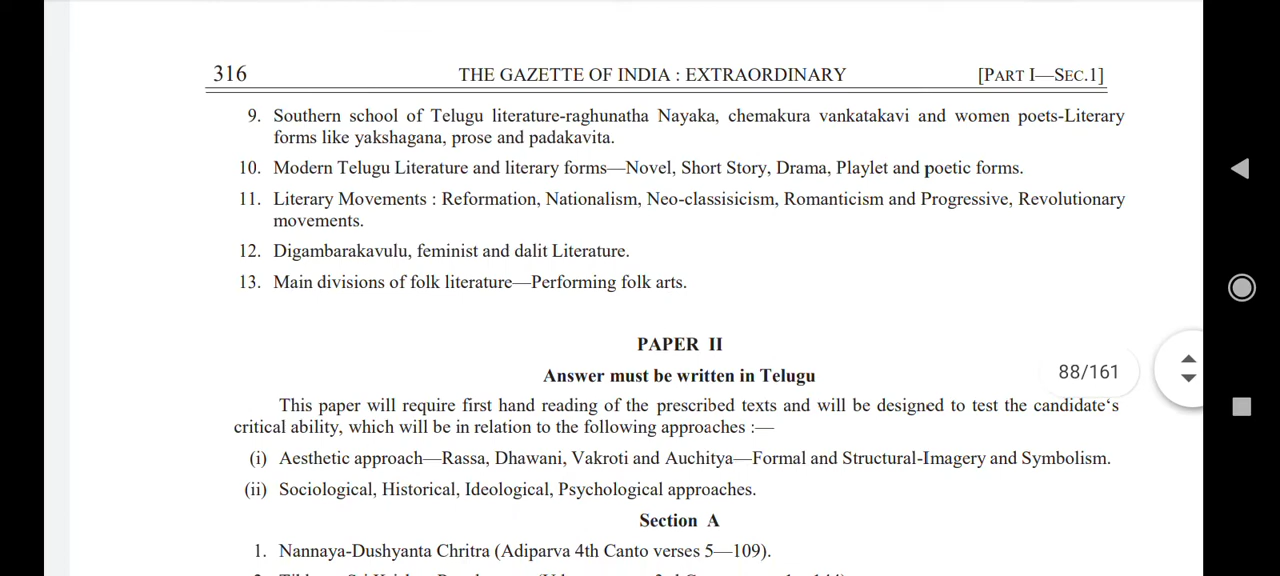 316 THE GAZETTE OF INDIA : EXTRAORDINARY [PART I—SEC.1]
9. Southern school of Telugu literature-raghunatha Nayaka, chemakura vankatakavi and women poets-Literary
forms like yakshagana, prose and padakavita.
10. Modern Telugu Literature and literary forms—Novel, Short Story, Drama, Playlet and poetic forms.
11. Literary Movements : Reformation, Nationalism, Neo-classisicism, Romanticism and Progressive, Revolutionary
movements.
12. Digambarakavulu, feminist and dalit Literature.
13. Main divisions of folk literature—Performing folk arts.
PAPER II
Answer must be written in Telugu
88/161
This paper will require first hand reading of the prescribed texts and will be designed to test the candidate‘s
critical ability, which will be in relation to the following approaches :—
(i) Aesthetic approach—Rassa, Dhawani, Vakroti and Auchitya—Formal and Structural-Imagery and Symbolism.
(ii) Sociological, Historical, Ideological, Psychological approaches.
Section A
1. Nannaya-Dushyanta Chritra (Adiparva 4th Canto verses 5—109).